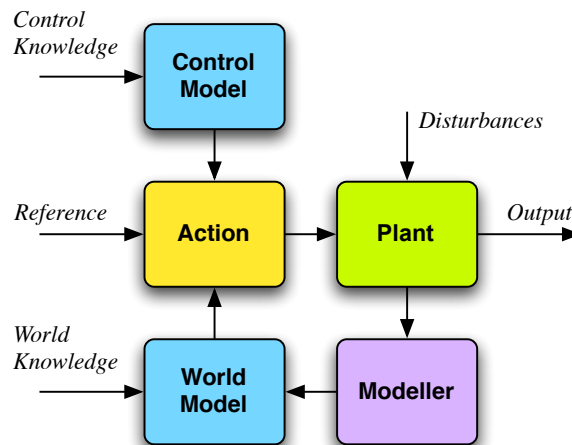 Control
Knowledge
Control
Model
Disturbances
Reference
Action
Plant
Output
World
Knowledge
World
Model
Modeller